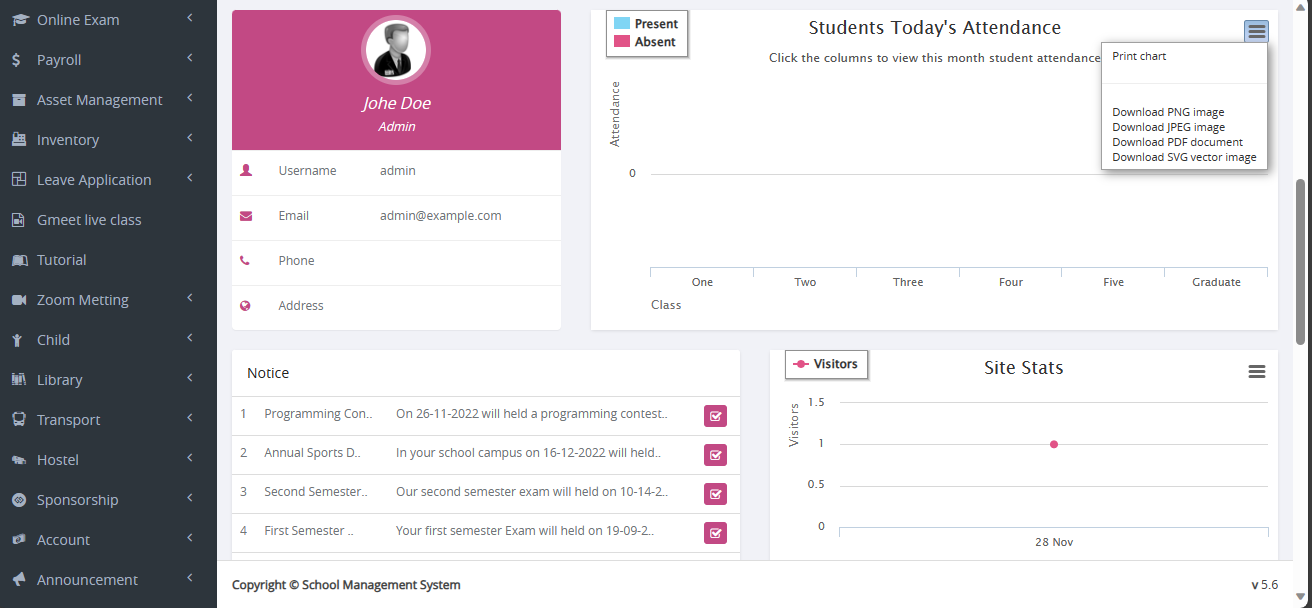 Online Exam
Payroll
Asset Management
Inventory
Leave Application
Gmeet live class
Tutorial
Zoom Metting
Child
Library
Transport
Hostel
Sponsorship
Account
Announcement
Johe Doe
Admin
Username admin
Email admin@example.com
Phone
Address
Present
Absent
Students Today's Attendance
Click the columns to view this month student attendance
Print chart
Download PNG image
Download JPEG image
Download PDF document
Download SVG vector image
Attendance
0
One Two Three Four Five Graduate
Class
Notice
1 Programming Con.. On 26-11-2022 will held a programming contest..
2 Annual Sports D.. In your school campus on 16-12-2022 will held..
3 Second Semester.. Our second semester exam will held on 10-14-2..
4 First Semester .. Your first semester Exam will held on 19-09-2..
Visitors
Site Stats
Visitors
1.5
1
0.5
0
28 Nov
Copyright © School Management System
v 5.6